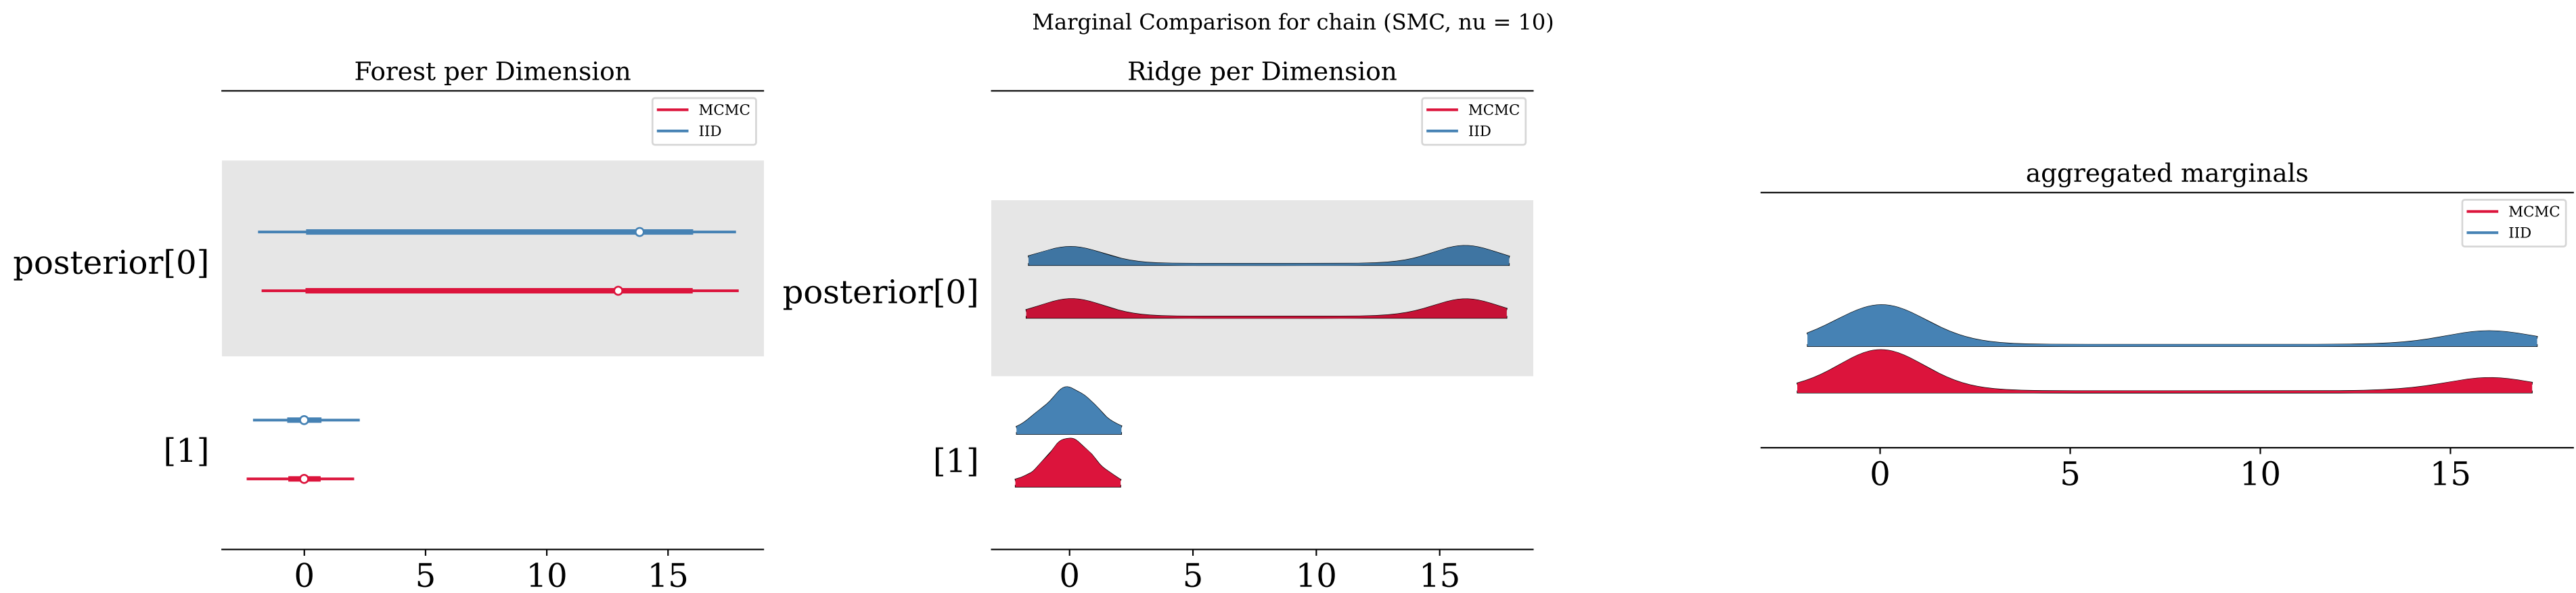 Marginal Comparison for chain (SMC, nu = 10)
Forest per Dimension
MCMC
IID
posterior[0]
[1]
0 5 10 15
Ridge per Dimension
MCMC
IID
posterior[0]
[1]
0 5 10 15
aggregated marginals
MCMC
IID
0 5 10 15